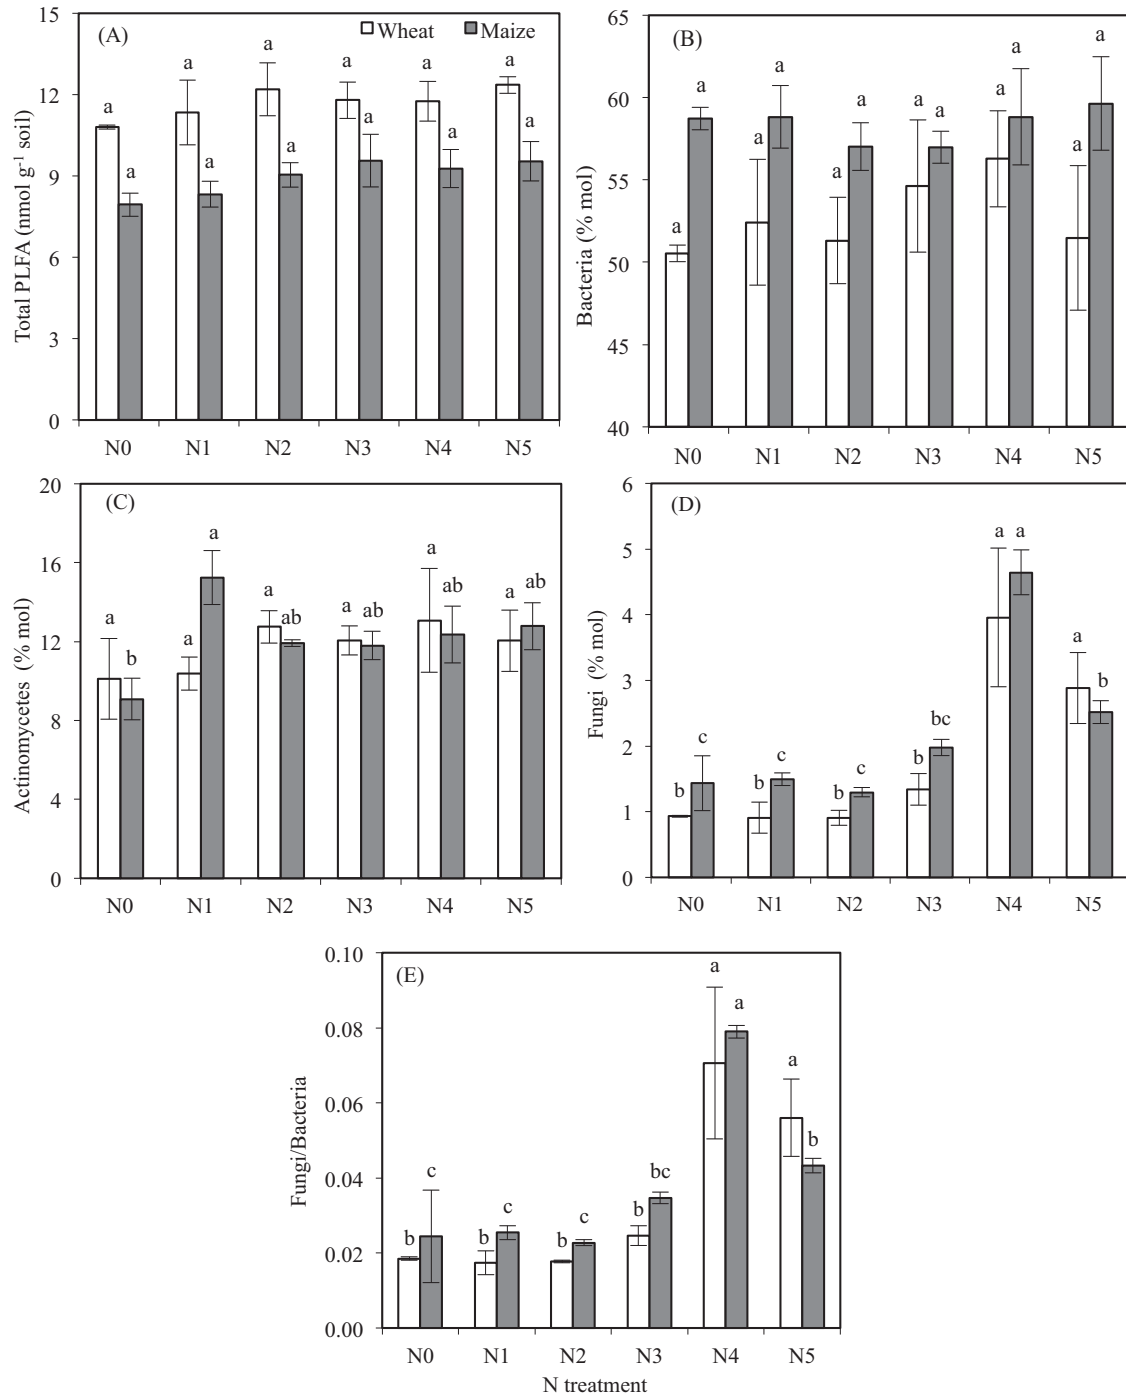 (A)
Wheat Maize
Total PLFA (nmol g⁻¹ soil)
15
12
9
6
3
0
a a a a a a
a a a a a a
N0 N1 N2 N3 N4 N5
(B)
Bacteria (% mol)
65
60
55
50
45
40
a a a a a a
a a a a a a
N0 N1 N2 N3 N4 N5
(C)
Actinomycetes (% mol)
20
16
12
8
4
0
a b a a a ab a ab a ab a ab
N0 N1 N2 N3 N4 N5
(D)
Fungi (% mol)
6
5
4
3
2
1
0
b c b c b c b bc a a a b
N0 N1 N2 N3 N4 N5
(E)
Fungi/Bacteria
0.10
0.08
0.06
0.04
0.02
0.00
b c b c b c b bc a a a b
N0 N1 N2 N3 N4 N5
N treatment